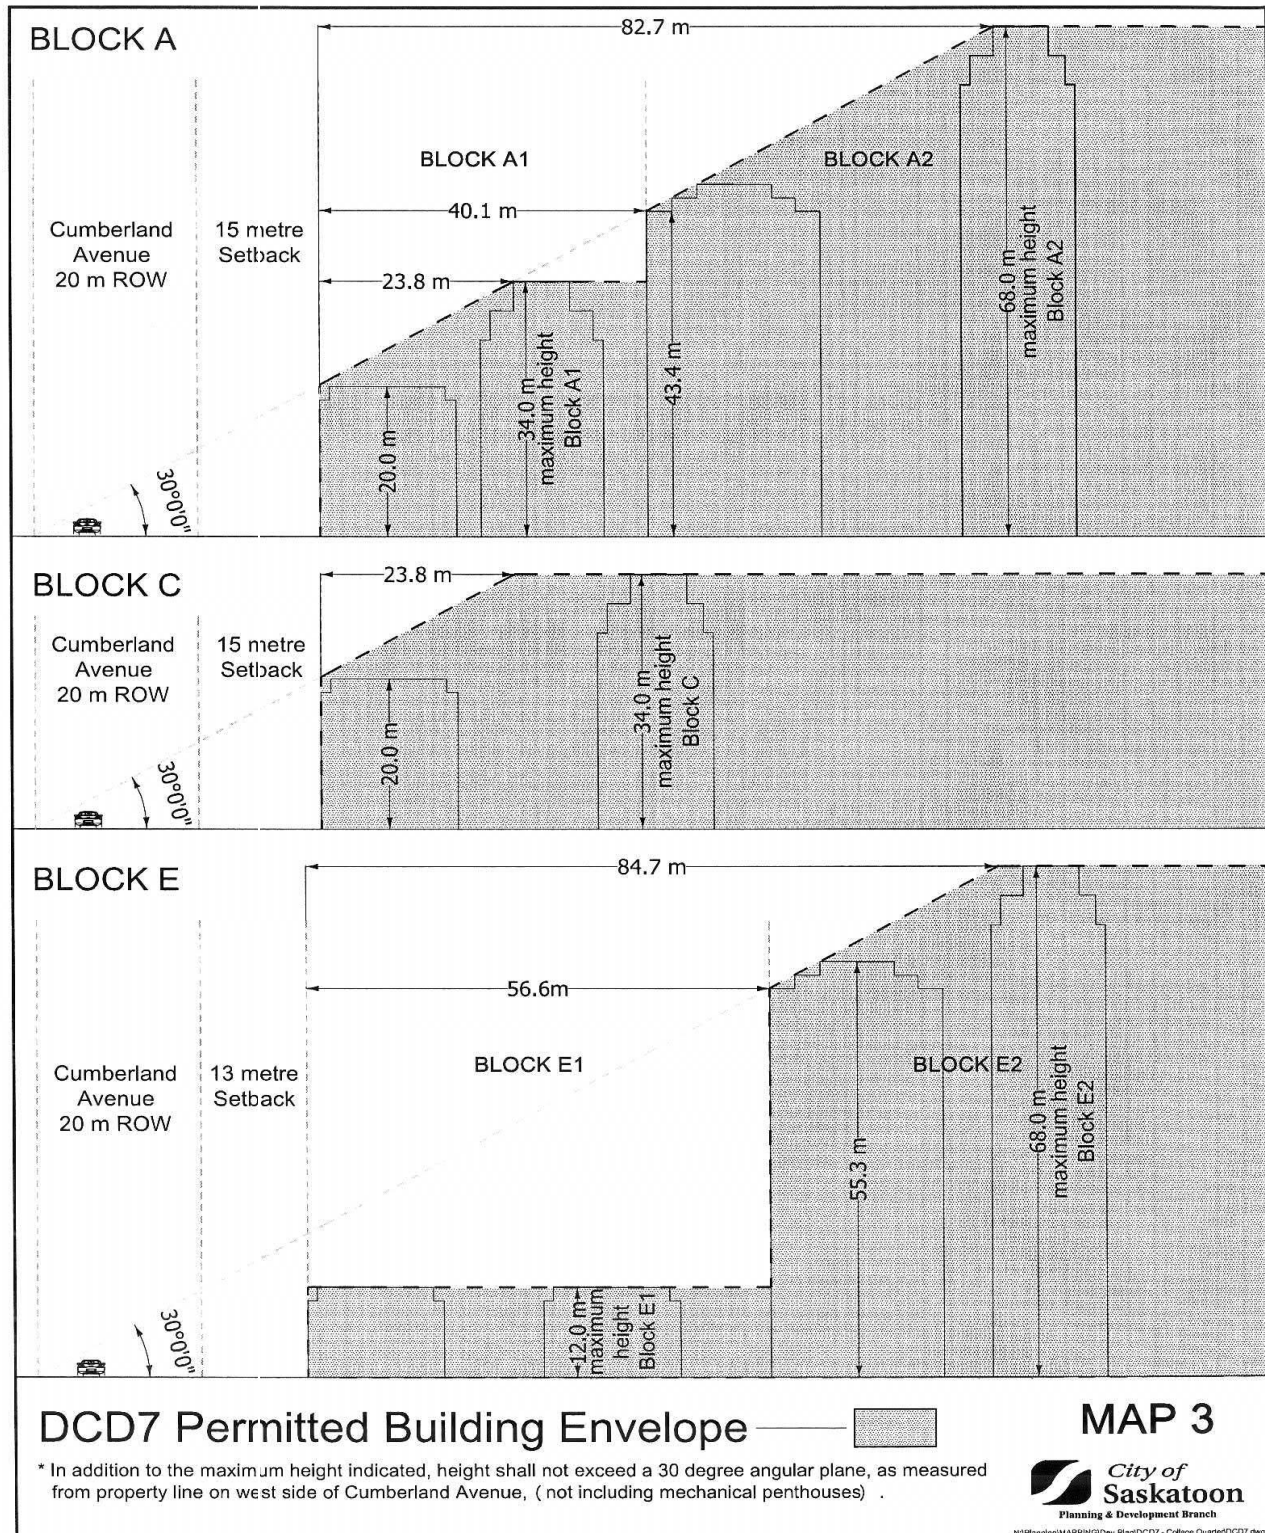 BLOCK A
82.7 m
BLOCK A1
BLOCK A2
40.1 m
Cumberland
Avenue
20 m ROW
15 metre
Setback
23.8 m
30°0'0"
20.0 m
34.0 m
maximum height
Block A1
43.4 m
68.0 m
maximum height
Block A2
BLOCK C
23.8 m
Cumberland
Avenue
20 m ROW
15 metre
Setback
30°0'0"
20.0 m
34.0 m
maximum height
Block C
BLOCK E
84.7 m
56.6m
BLOCK E1
BLOCK E2
Cumberland
Avenue
20 m ROW
13 metre
Setback
30°0'0"
12.0 m
maximum
height
Block E1
55.3 m
68.0 m
maximum height
Block E2
DCD7 Permitted Building Envelope
MAP 3
* In addition to the maximum height indicated, height shall not exceed a 30 degree angular plane, as measured
from property line on west side of Cumberland Avenue, ( not including mechanical penthouses) .
City of
Saskatoon
Planning & Development Branch